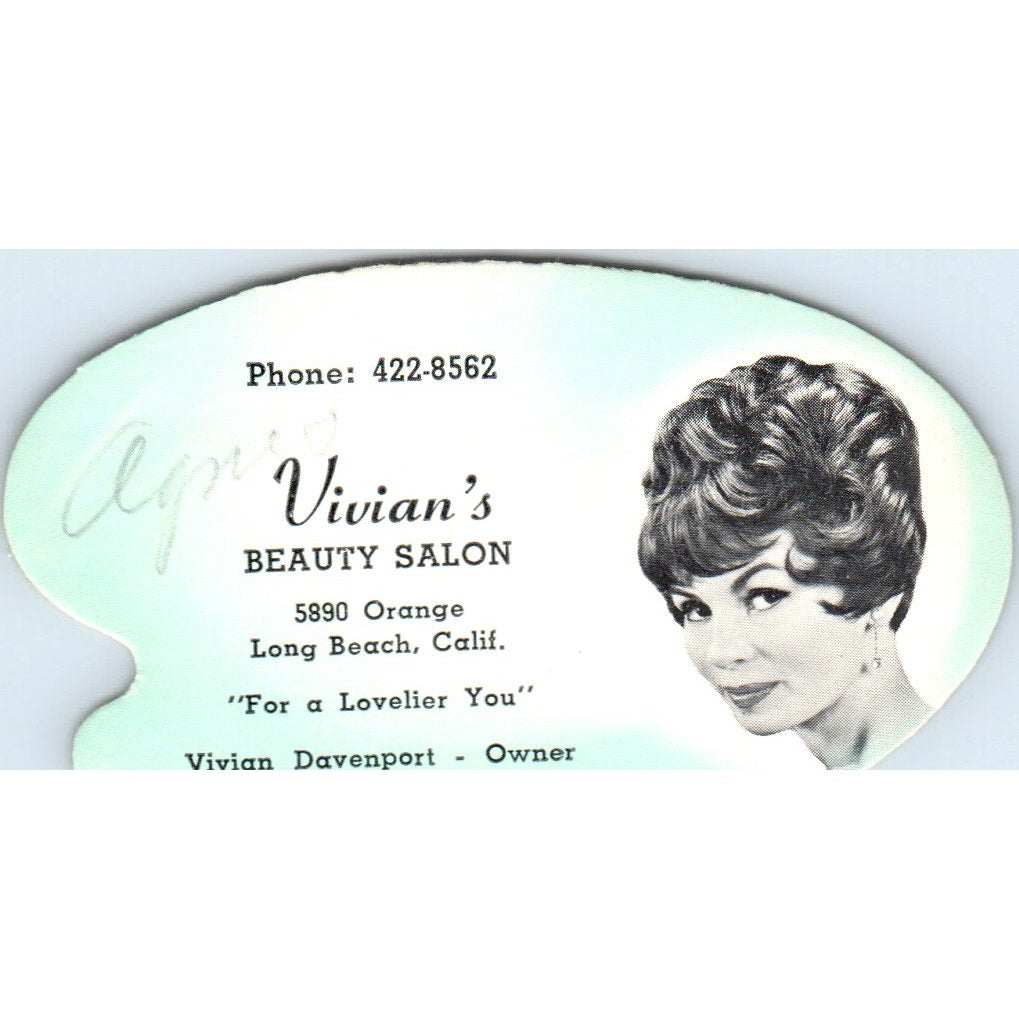 Phone: 422-8562
Vivian's
BEAUTY SALON
5890 Orange
Long Beach, Calif.
"For a Lovelier You"
Vivian Davenport - Owner